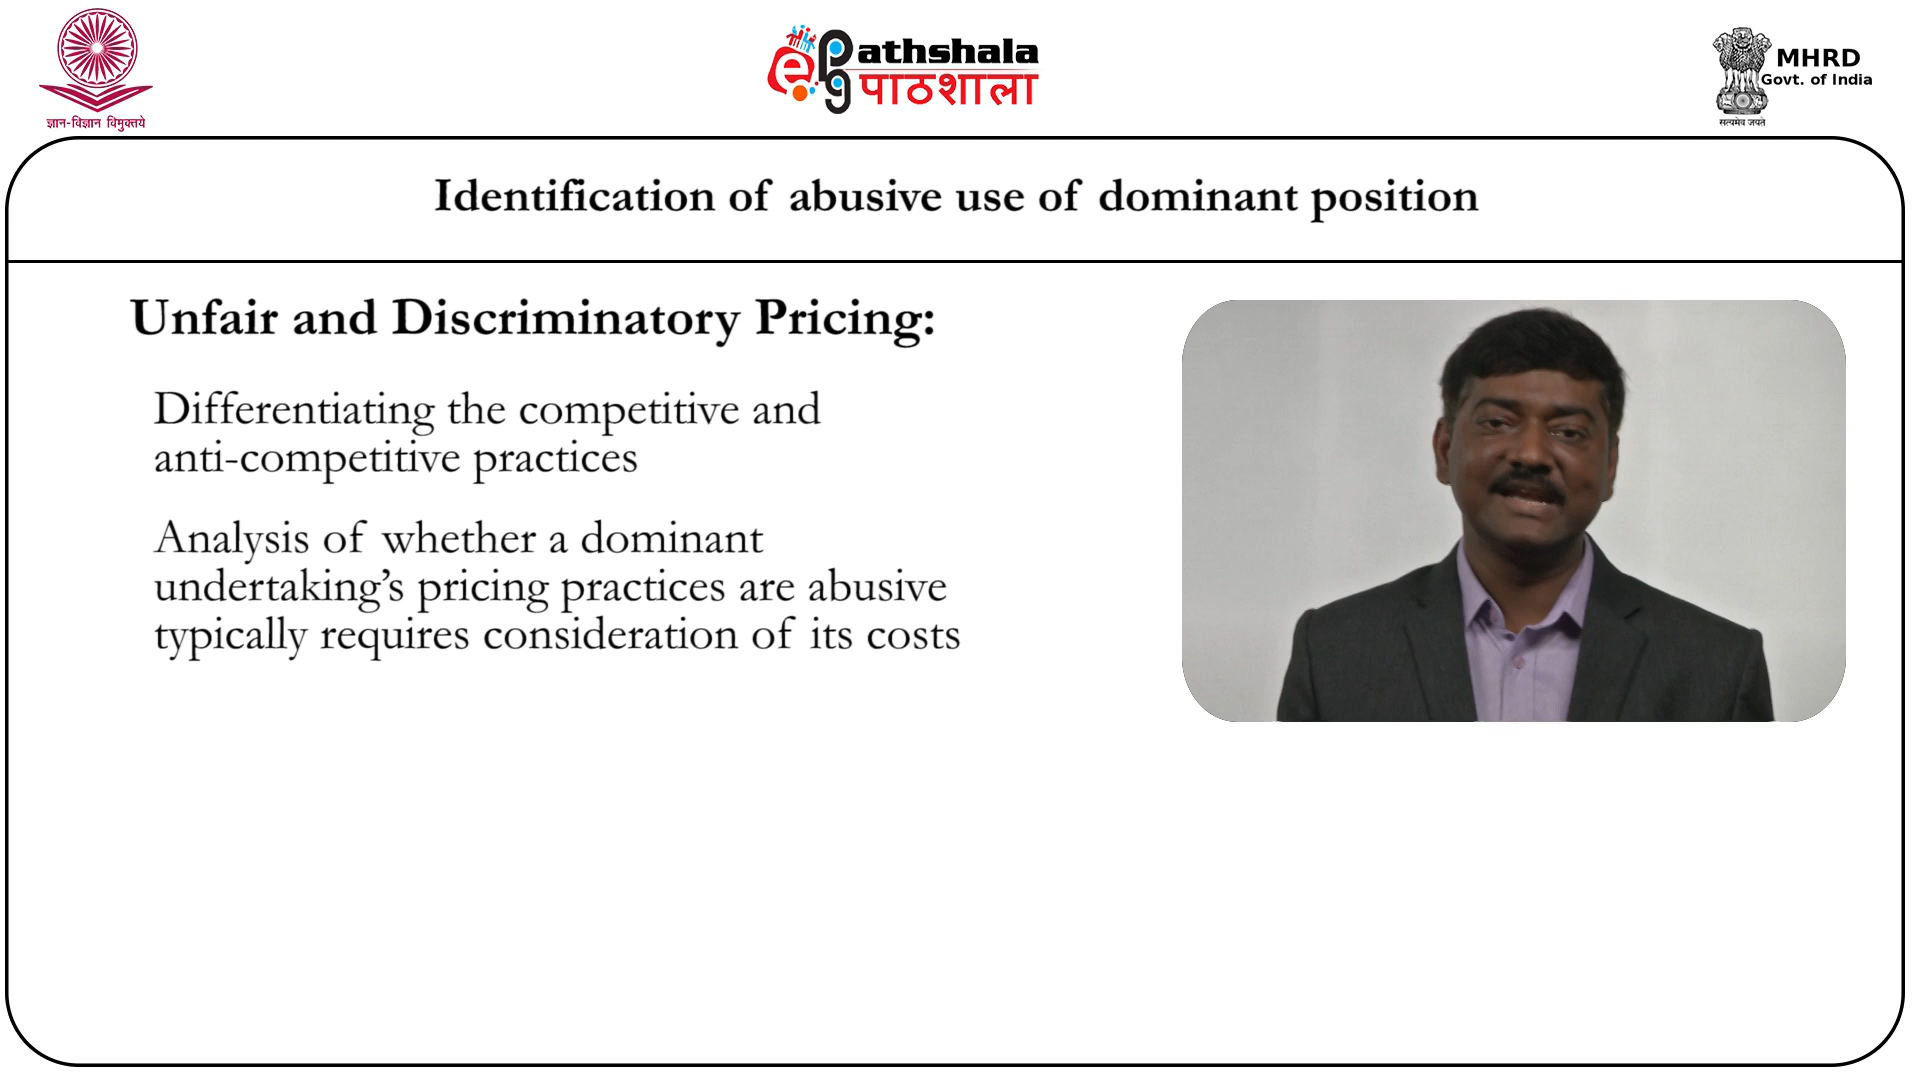 ज्ञान-विज्ञान विमुक्तये
e pg Pathshala
पाठशाला
MHRD
Govt. of India
सत्यमेव जयते
Identification of abusive use of dominant position
Unfair and Discriminatory Pricing:
Differentiating the competitive and
anti-competitive practices
Analysis of whether a dominant
undertaking’s pricing practices are abusive
typically requires consideration of its costs